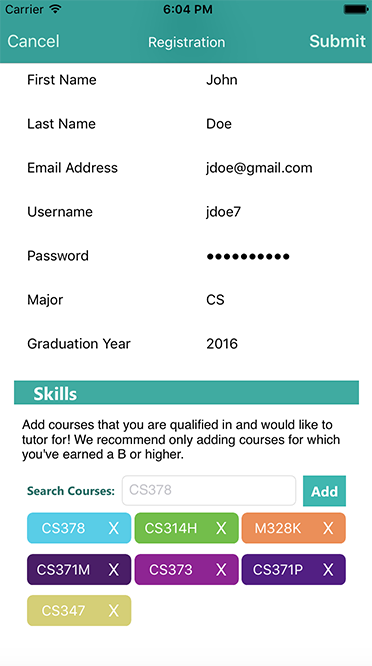 Carrier 6:04 PM
Cancel Registration Submit
First Name John
Last Name Doe
Email Address jdoe@gmail.com
Username jdoe7
Password ●●●●●●●●●●
Major CS
Graduation Year 2016
Skills
Add courses that you are qualified in and would like to
tutor for! We recommend only adding courses for which
you've earned a B or higher.
Search Courses: CS378 Add
CS378 X CS314H X M328K X
CS371M X CS373 X CS371P X
CS347 X